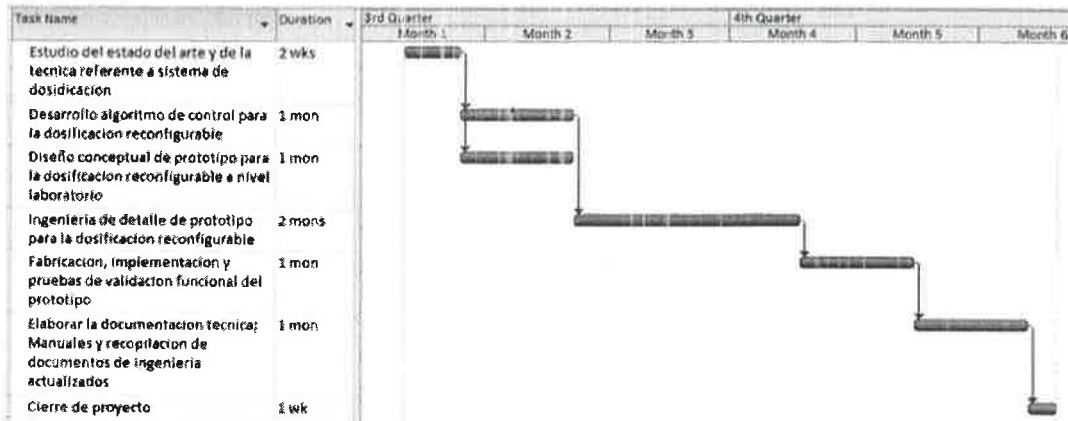 Task Name Duration 3rd Quarter 4th Quarter
Month 1 Month 2 Month 3 Month 4 Month 5 Month 6
Estudio del estado del arte y de la 2 wks
tecnica referente a sistema de
dosidicacion
Desarrollo algoritmo de control para 1 mon
la dosificacion reconfigurable
Diseño conceptual de prototipo para 1 mon
la dosificacion reconfigurable a nivel
laboratorio
Ingenieria de detalle de prototipo 2 mons
para la dosificacion reconfigurable
Fabricacion, implementacion y 1 mon
pruebas de validacion funcional del
prototipo
Elaborar la documentacion tecnica; 1 mon
Manuales y recopilacion de
documentos de ingenieria
actualizados
Cierre de proyecto 1 wk